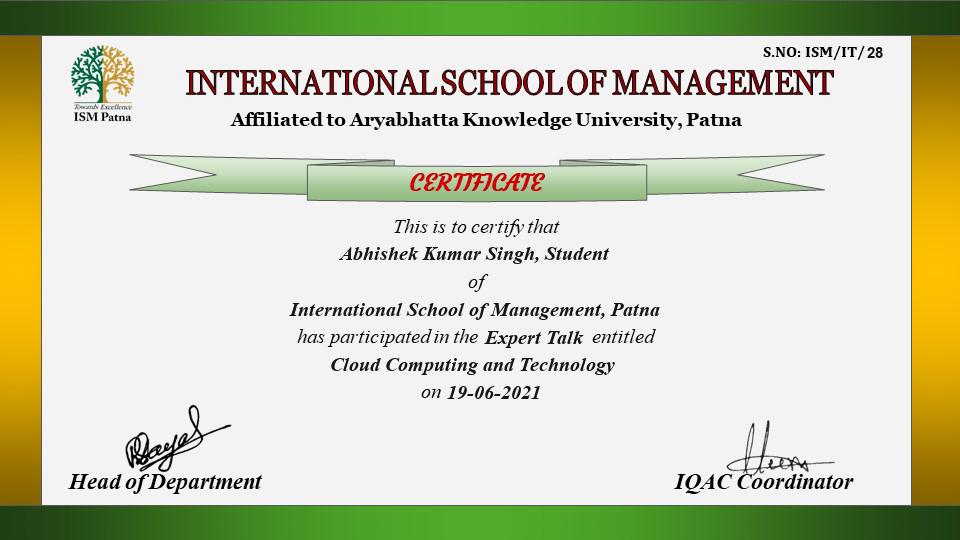 S.NO: ISM/IT/ 28
INTERNATIONAL SCHOOL OF MANAGEMENT
Towards Excellence
ISM Patna
Affiliated to Aryabhatta Knowledge University, Patna
CERTIFICATE
This is to certify that
Abhishek Kumar Singh, Student
of
International School of Management, Patna
has participated in the Expert Talk entitled
Cloud Computing and Technology
on 19-06-2021
Head of Department
IQAC Coordinator